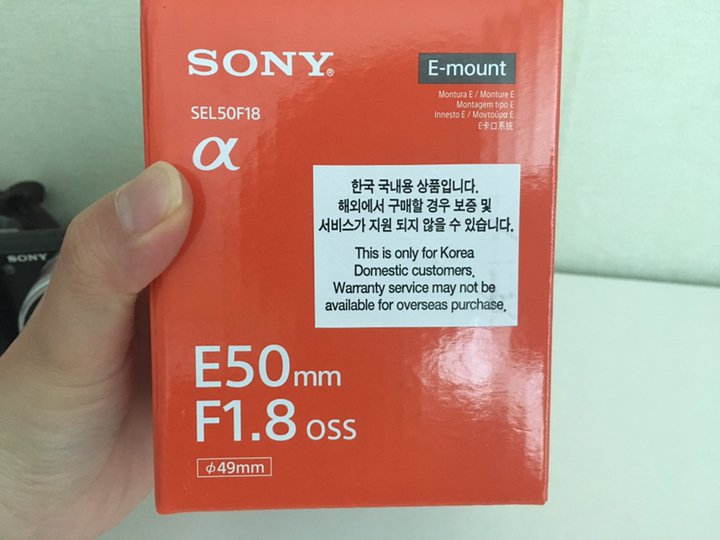 SONY
E-mount
Montura E / Monture E
Montagem tipo E
Innesto E / Μοντούρα E
E卡口系统
SEL50F18
α
한국 국내용 상품입니다.
해외에서 구매할 경우 보증 및
서비스가 지원 되지 않을 수 있습니다.
This is only for Korea
Domestic customers.
Warranty service may not be
available for overseas purchase.
SONY
E50mm
F1.8 OSS
ϕ49mm